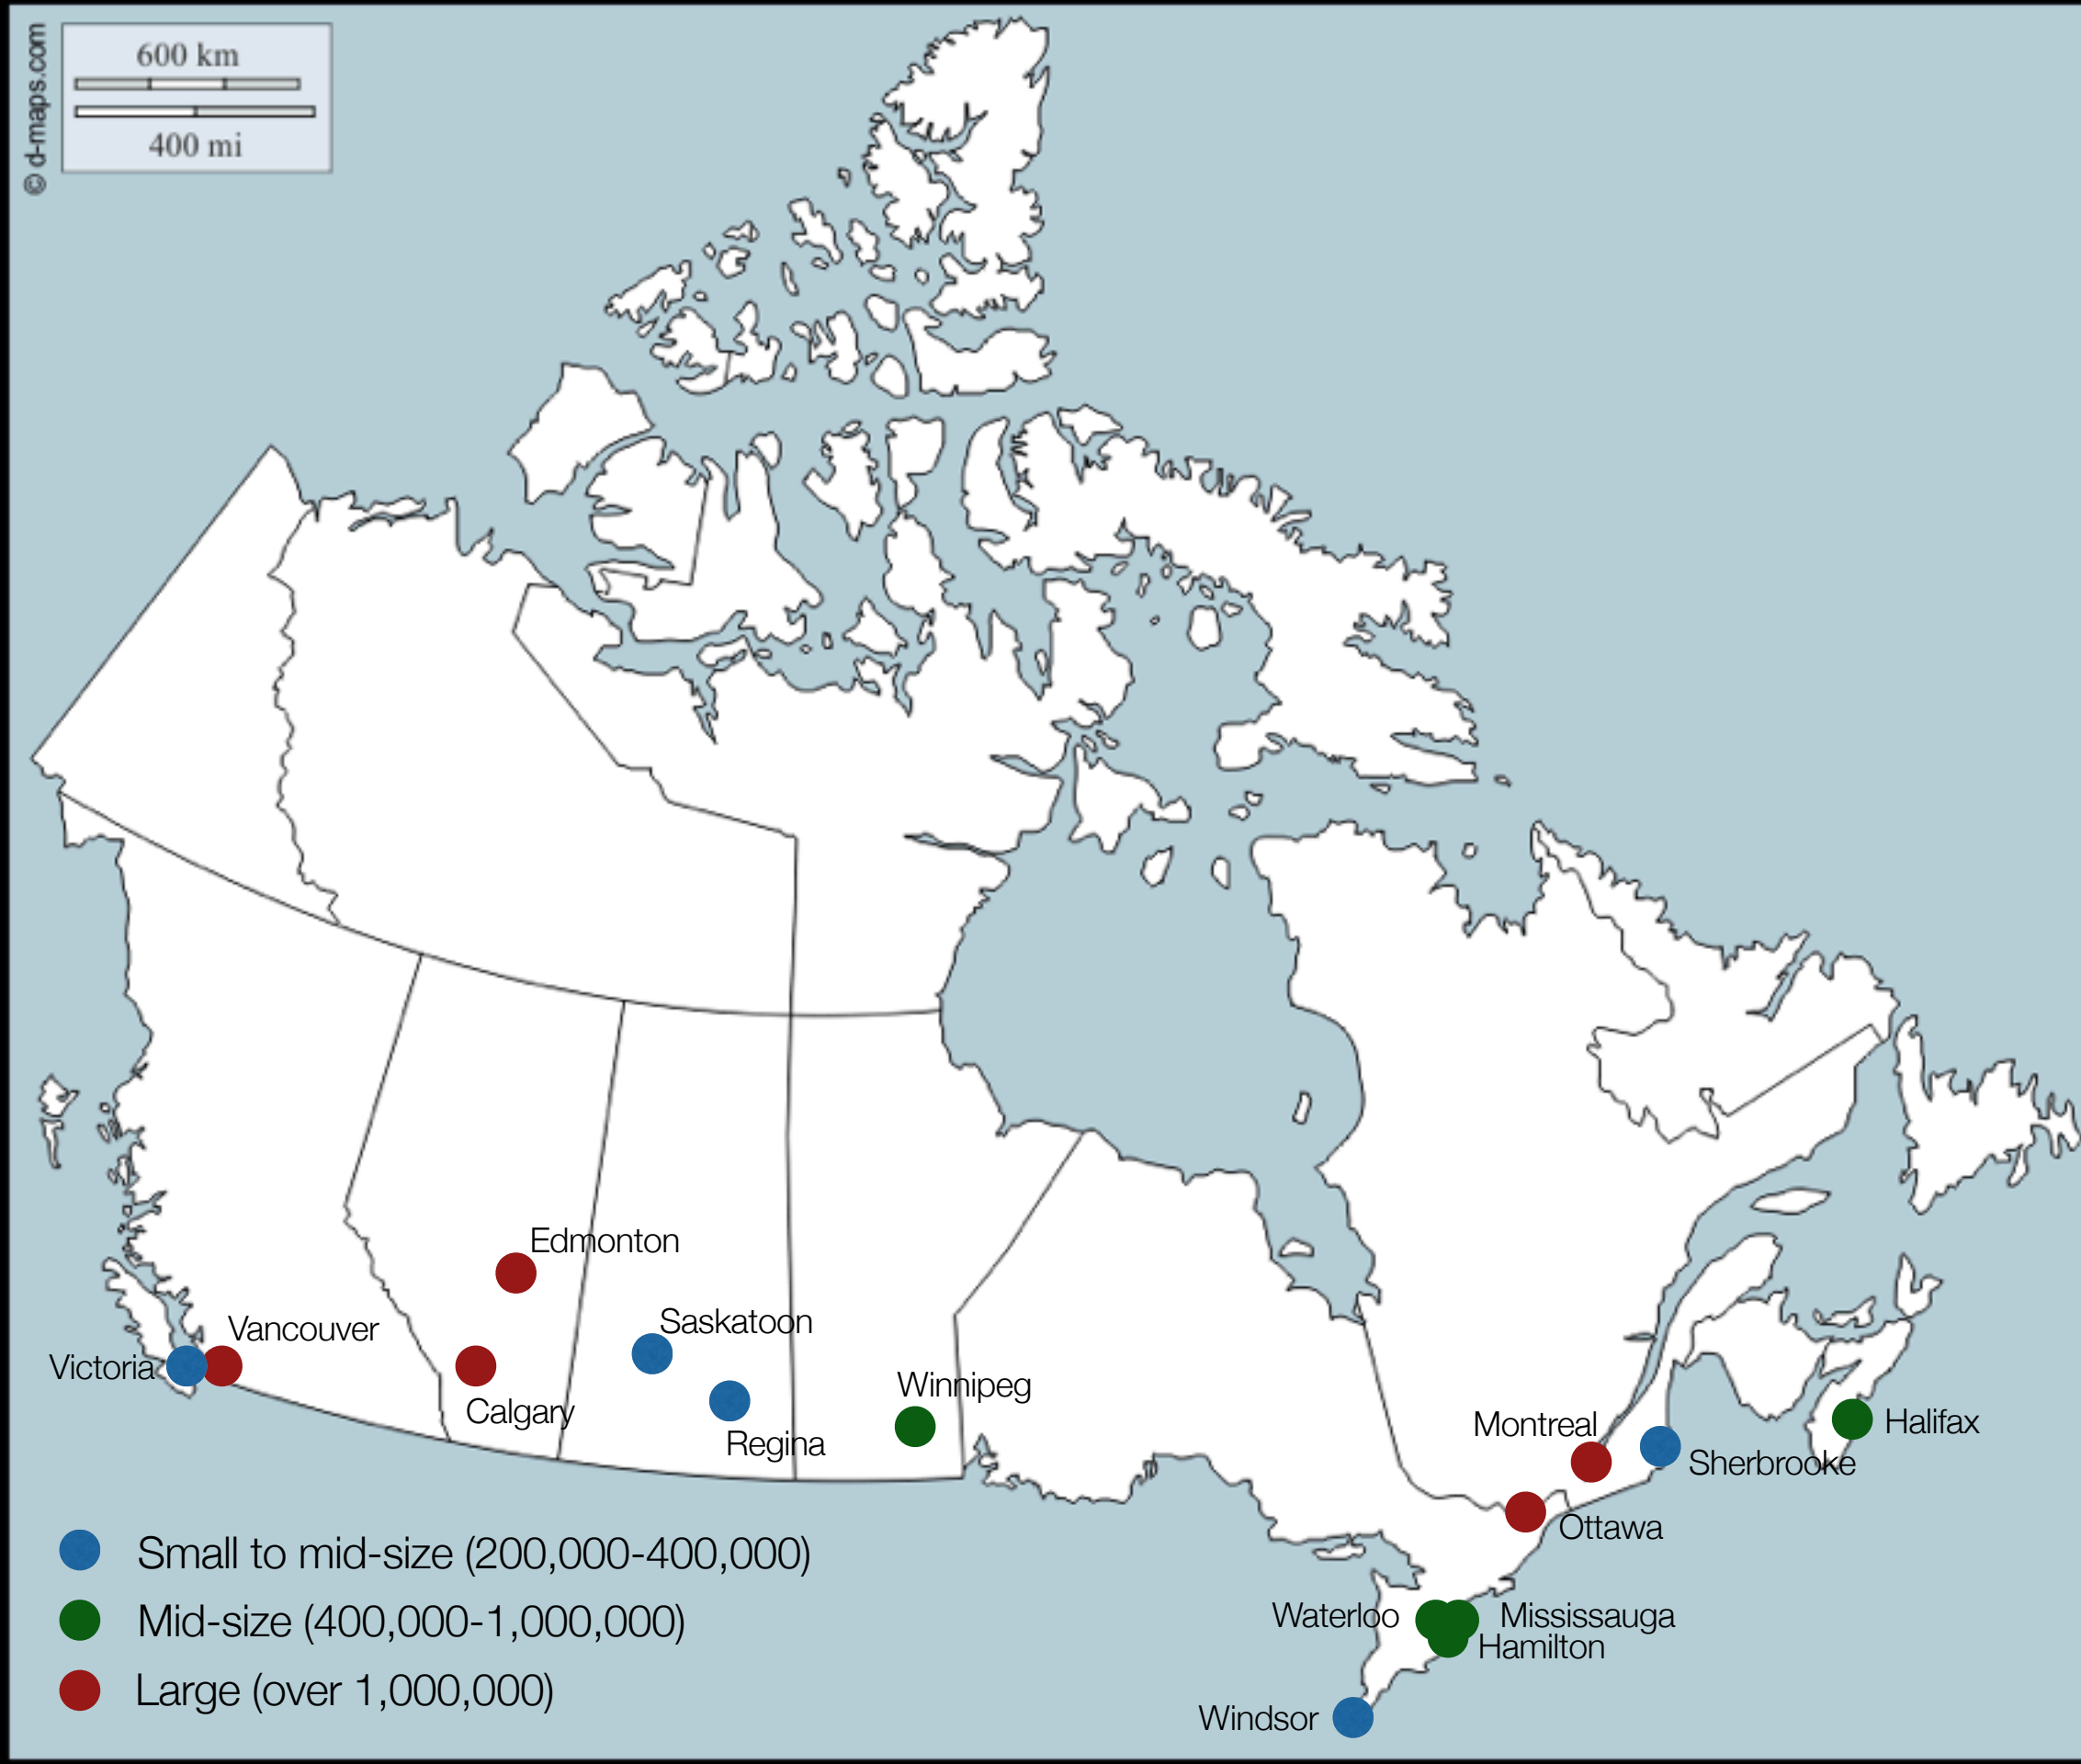 © d-maps.com
600 km
400 mi
Edmonton
Saskatoon
Vancouver
Victoria
Winnipeg
Calgary
Regina
Montreal
Halifax
Sherbrooke
Ottawa
Small to mid-size (200,000-400,000)
Mid-size (400,000-1,000,000)
Large (over 1,000,000)
Waterloo
Mississauga
Hamilton
Windsor